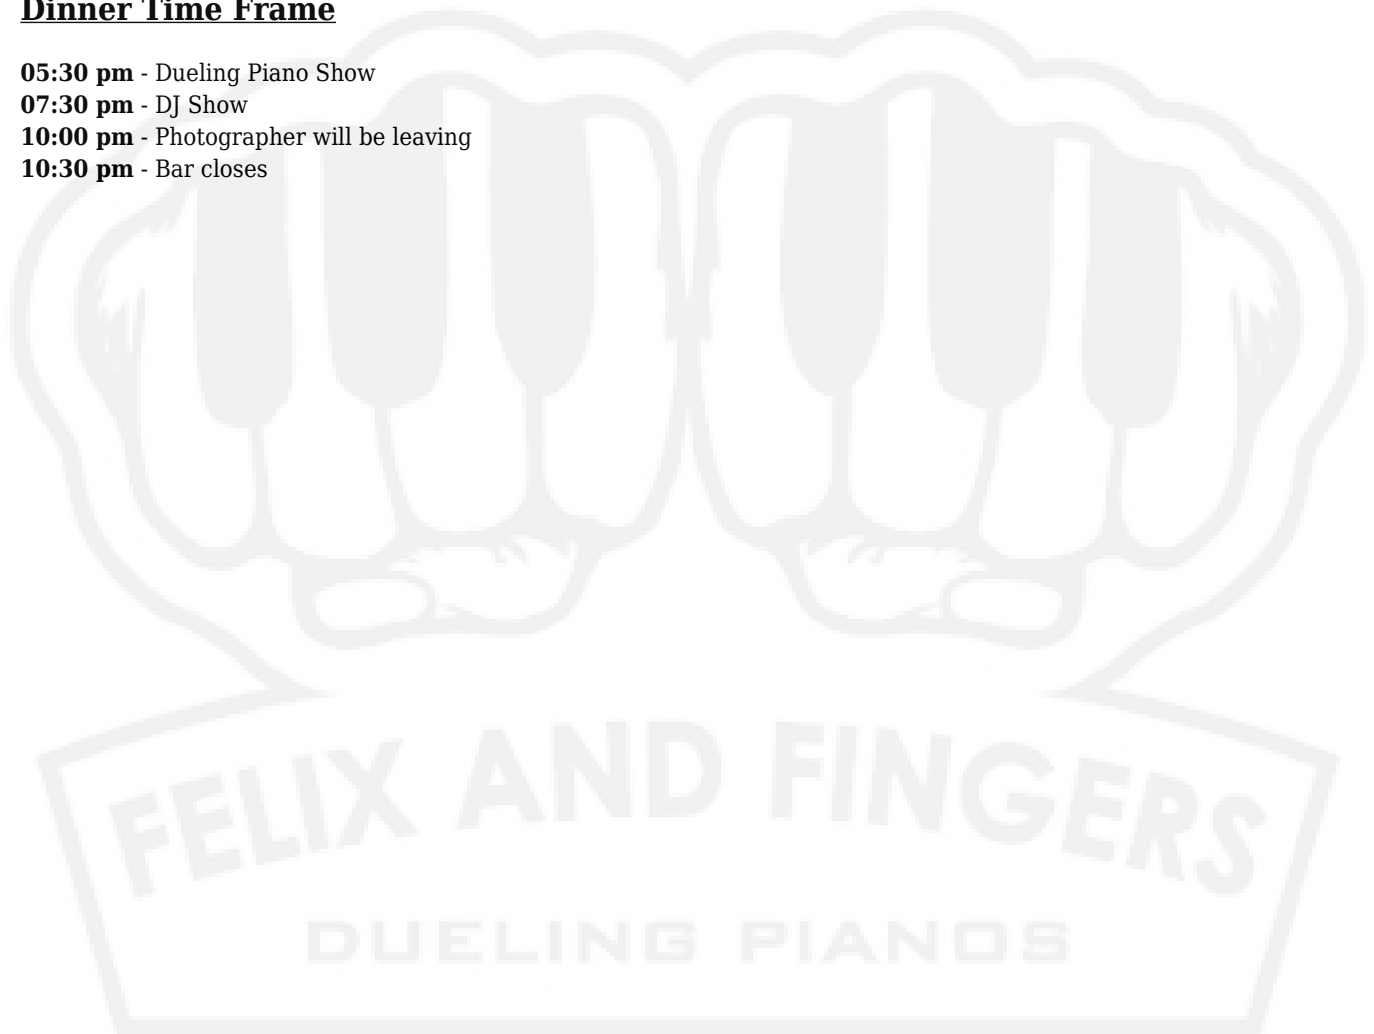 Dinner Time Frame
05:30 pm - Dueling Piano Show
07:30 pm - DJ Show
10:00 pm - Photographer will be leaving
10:30 pm - Bar closes
FELIX AND FINGERS
DUELING PIANOS